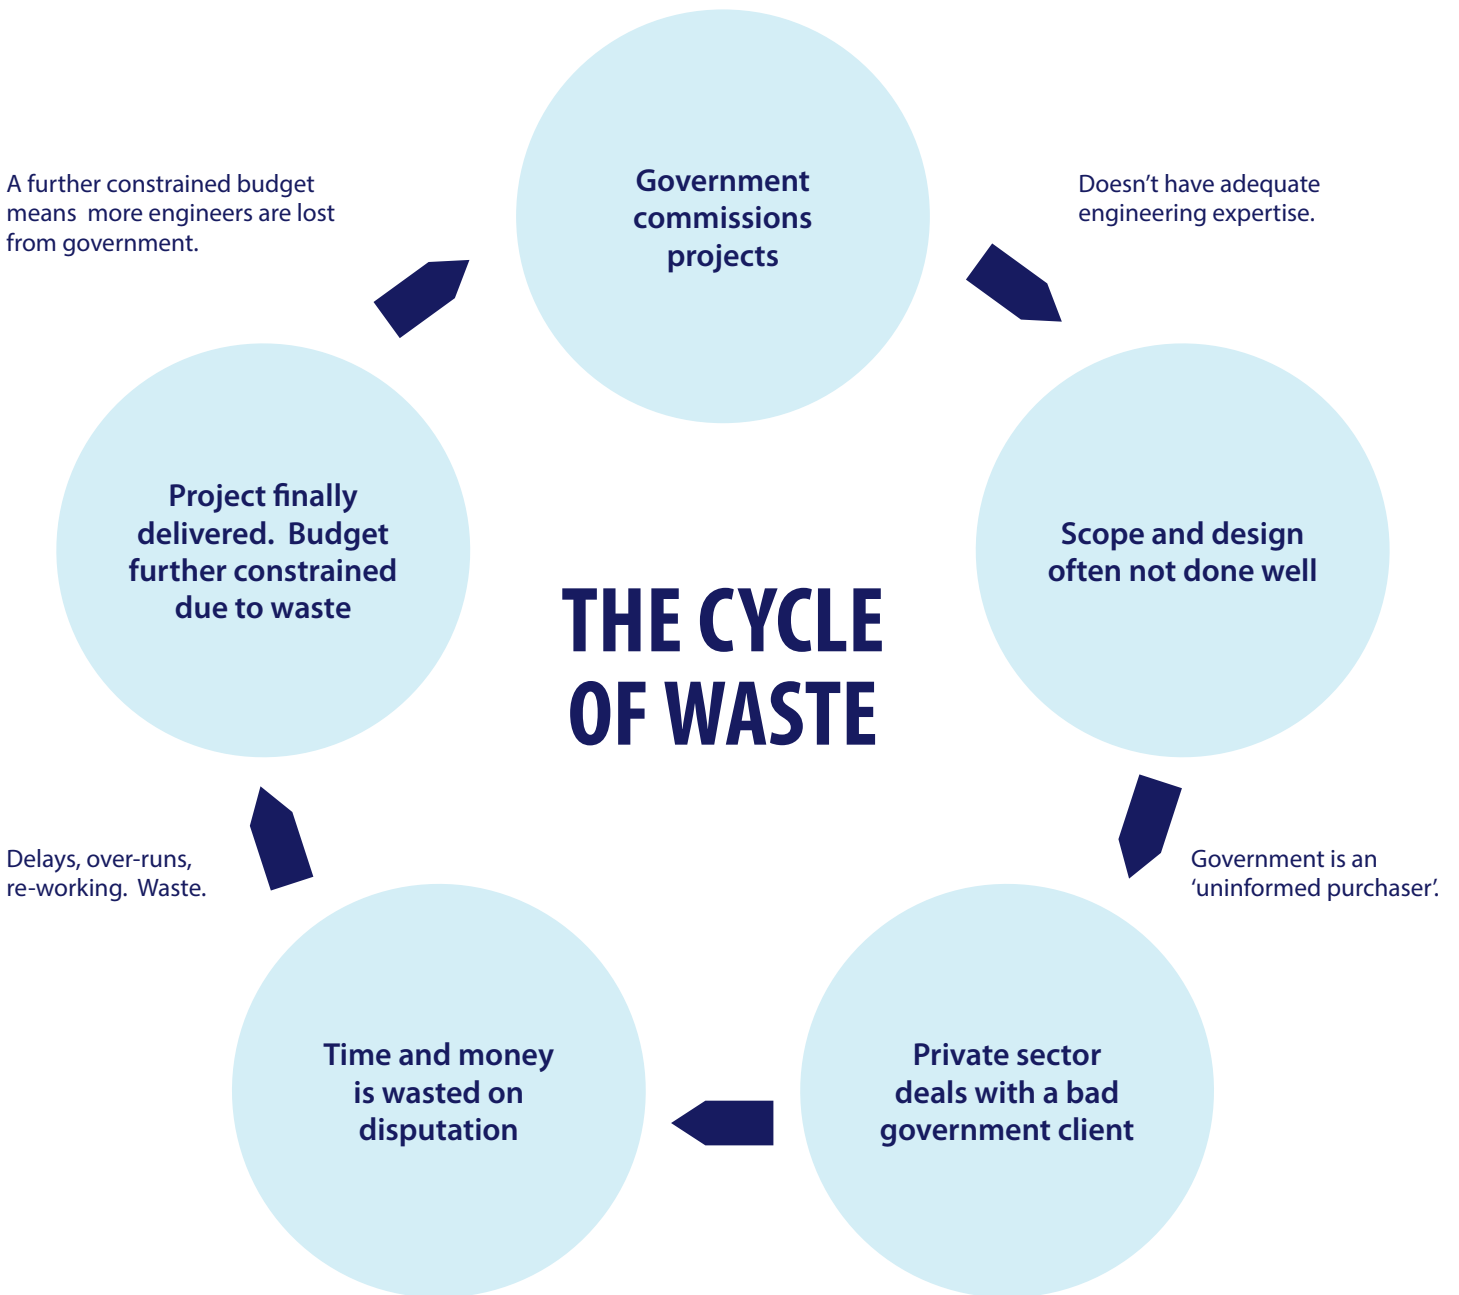 Government
commissions
projects
Doesn’t have adequate
engineering expertise.
Scope and design
often not done well
Government is an
‘uninformed purchaser’.
Private sector
deals with a bad
government client
Time and money
is wasted on
disputation
Delays, over-runs,
re-working.  Waste.
Project finally
delivered.  Budget
further constrained
due to waste
A further constrained budget
means  more engineers are lost
from government.
THE CYCLE
OF WASTE